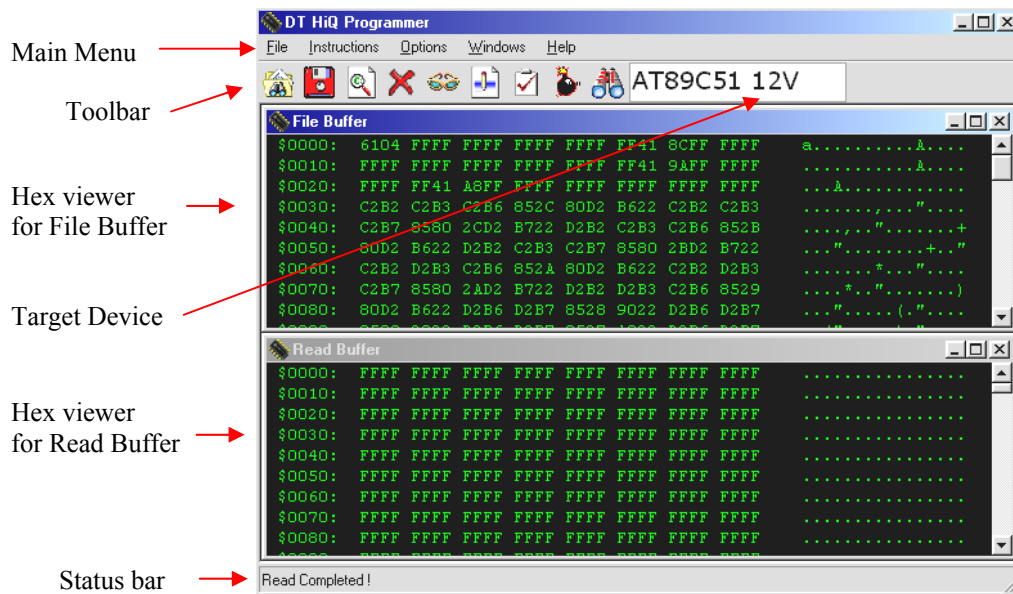 DT HiQ Programmer
Main Menu
File Instructions Options Windows Help
Toolbar
AT89C51 12V
File Buffer
$0000: 6104 FFFF FFFF FFFF FFFF FF41 8CFF FFFF a..........A....
$0010: FFFF FFFF FFFF FFFF FFFF FF41 9AFF FFFF ...........A....
$0020: FFFF FF41 A8FF FFFF FFFF FFFF FFFF FFFF ...A............
Hex viewer
for File Buffer
$0030: C2B2 C2B3 C2B6 852C 80D2 B622 C2B2 C2B3 .......,..."....
$0040: C2B7 8580 2CD2 B722 D2B2 C2B3 C2B6 852B ....,..".......+
$0050: 80D2 B622 D2B2 C2B3 C2B7 8580 2BD2 B722 ..."........+.."
$0060: C2B2 D2B3 C2B6 852A 80D2 B622 C2B2 D2B3 .......*..."....
$0070: C2B7 8580 2AD2 B722 D2B2 D2B3 C2B6 8529 ....*..".......)
Target Device
$0080: 80D2 B622 D2B6 D2B7 8528 9022 D2B6 D2B7 ...".....(."....
Read Buffer
$0000: FFFF FFFF FFFF FFFF FFFF FFFF FFFF FFFF ................
$0010: FFFF FFFF FFFF FFFF FFFF FFFF FFFF FFFF ................
$0020: FFFF FFFF FFFF FFFF FFFF FFFF FFFF FFFF ................
Hex viewer
for Read Buffer
$0030: FFFF FFFF FFFF FFFF FFFF FFFF FFFF FFFF ................
$0040: FFFF FFFF FFFF FFFF FFFF FFFF FFFF FFFF ................
$0050: FFFF FFFF FFFF FFFF FFFF FFFF FFFF FFFF ................
$0060: FFFF FFFF FFFF FFFF FFFF FFFF FFFF FFFF ................
$0070: FFFF FFFF FFFF FFFF FFFF FFFF FFFF FFFF ................
$0080: FFFF FFFF FFFF FFFF FFFF FFFF FFFF FFFF ................
Status bar
Read Completed !